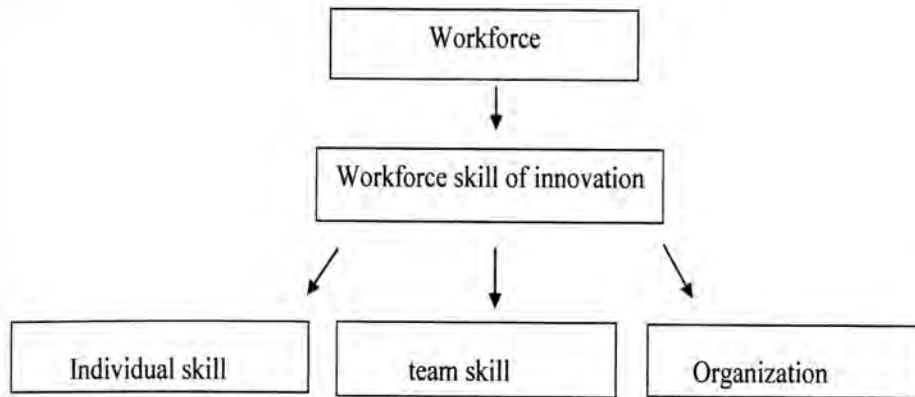 Workforce
Workforce skill of innovation
Individual skill
team skill
Organization